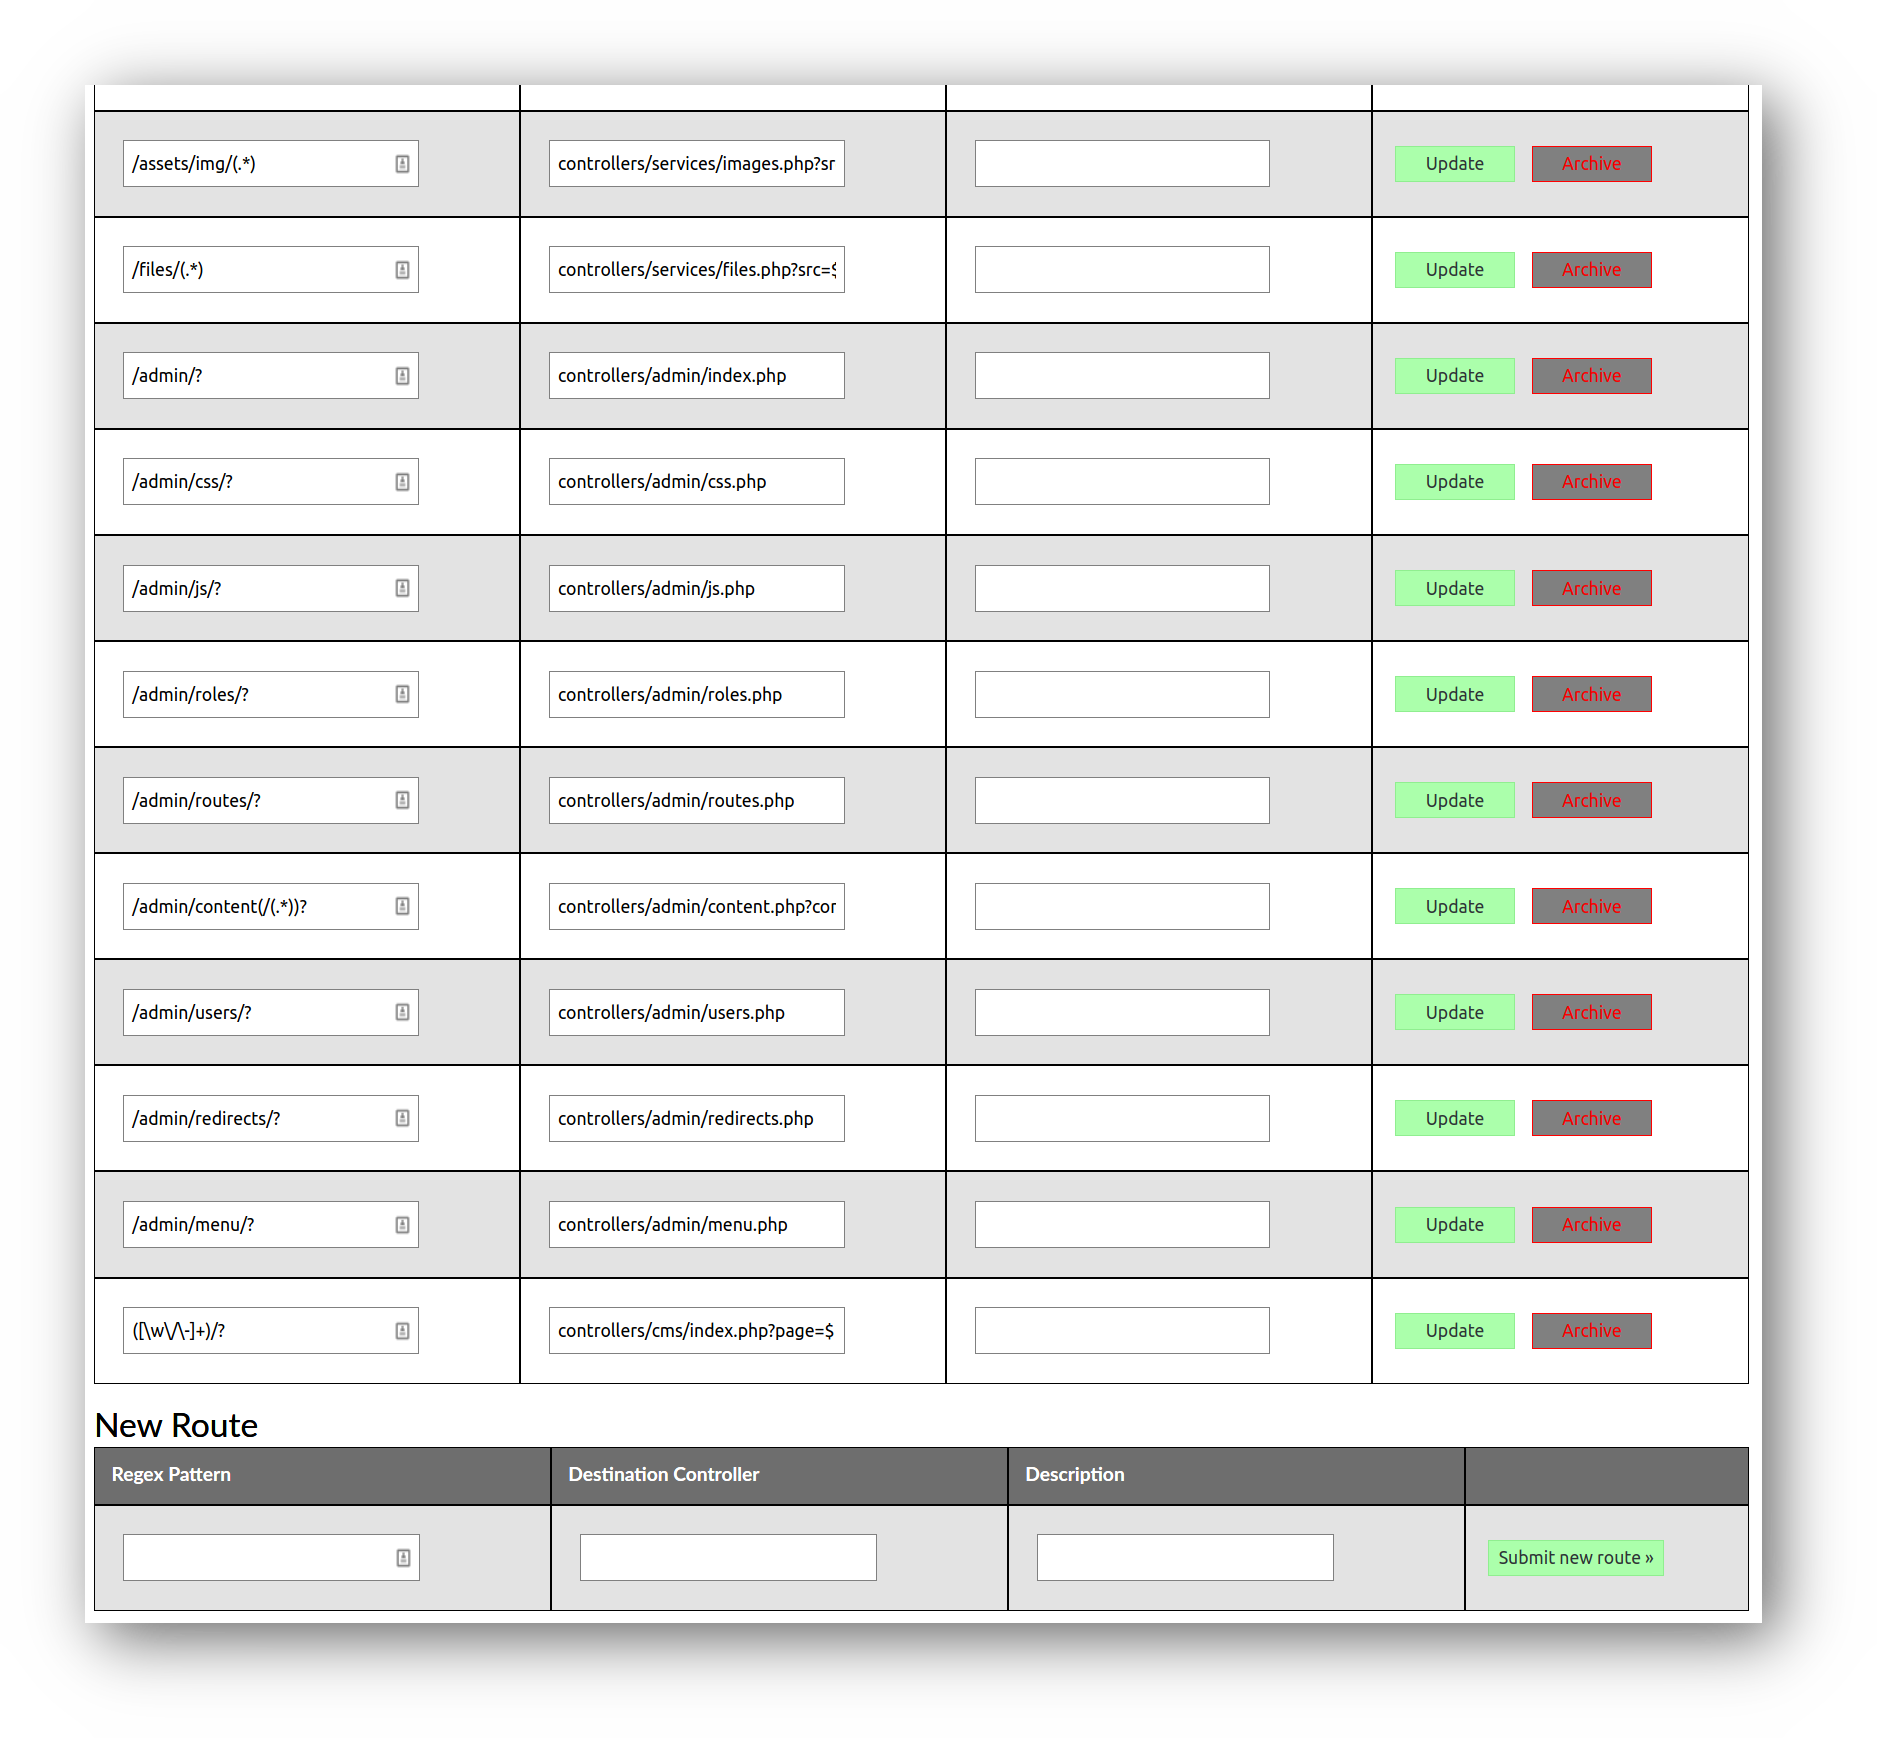 /assets/img/(.*) controllers/services/images.php?sr Update Archive
/files/(.*) controllers/services/files.php?src=$ Update Archive
/admin/? controllers/admin/index.php Update Archive
/admin/css/? controllers/admin/css.php Update Archive
/admin/js/? controllers/admin/js.php Update Archive
/admin/roles/? controllers/admin/roles.php Update Archive
/admin/routes/? controllers/admin/routes.php Update Archive
/admin/content(/(.*))? controllers/admin/content.php?cor Update Archive
/admin/users/? controllers/admin/users.php Update Archive
/admin/redirects/? controllers/admin/redirects.php Update Archive
/admin/menu/? controllers/admin/menu.php Update Archive
([\w\/\-]+)/? controllers/cms/index.php?page=$ Update Archive
New Route
Regex Pattern Destination Controller Description
Submit new route »